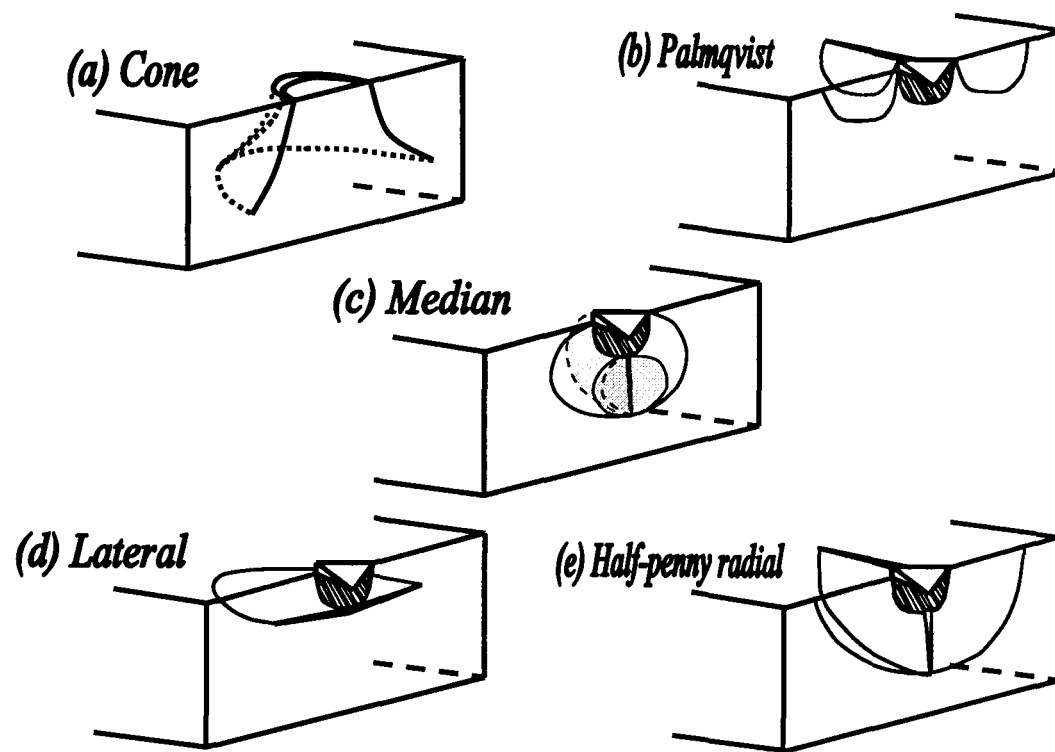 (a) Cone
(b) Palmqvist
(c) Median
(d) Lateral
(e) Half-penny radial